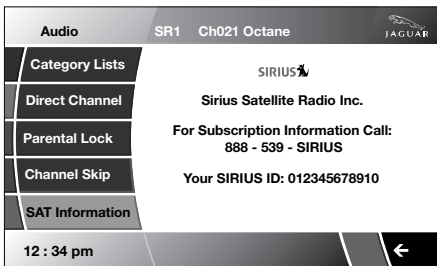 Audio
SR1 Ch021 Octane
JAGUAR
Category Lists
Direct Channel
Parental Lock
Channel Skip
SAT Information
SIRIUS
Sirius Satellite Radio Inc.
For Subscription Information Call:
888 - 539 - SIRIUS
Your SIRIUS ID: 012345678910
12 : 34 pm